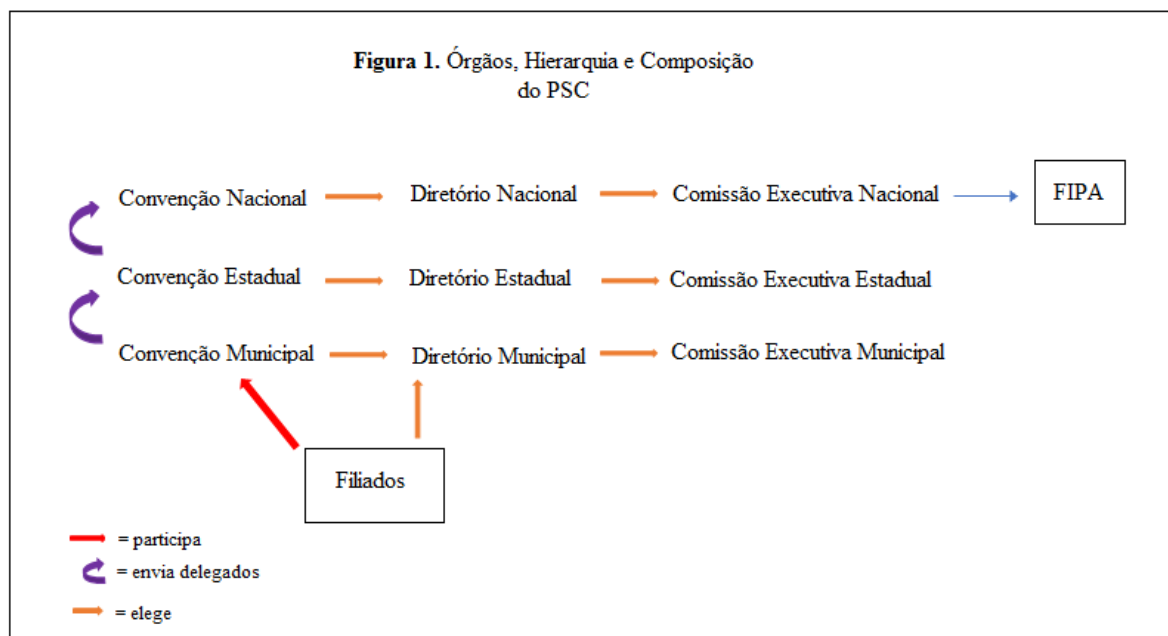 Figura 1. Órgãos, Hierarquia e Composição
do PSC
Convenção Nacional Diretório Nacional Comissão Executiva Nacional FIPA
Convenção Estadual Diretório Estadual Comissão Executiva Estadual
Convenção Municipal Diretório Municipal Comissão Executiva Municipal
Filiados
= participa
= envia delegados
= elege